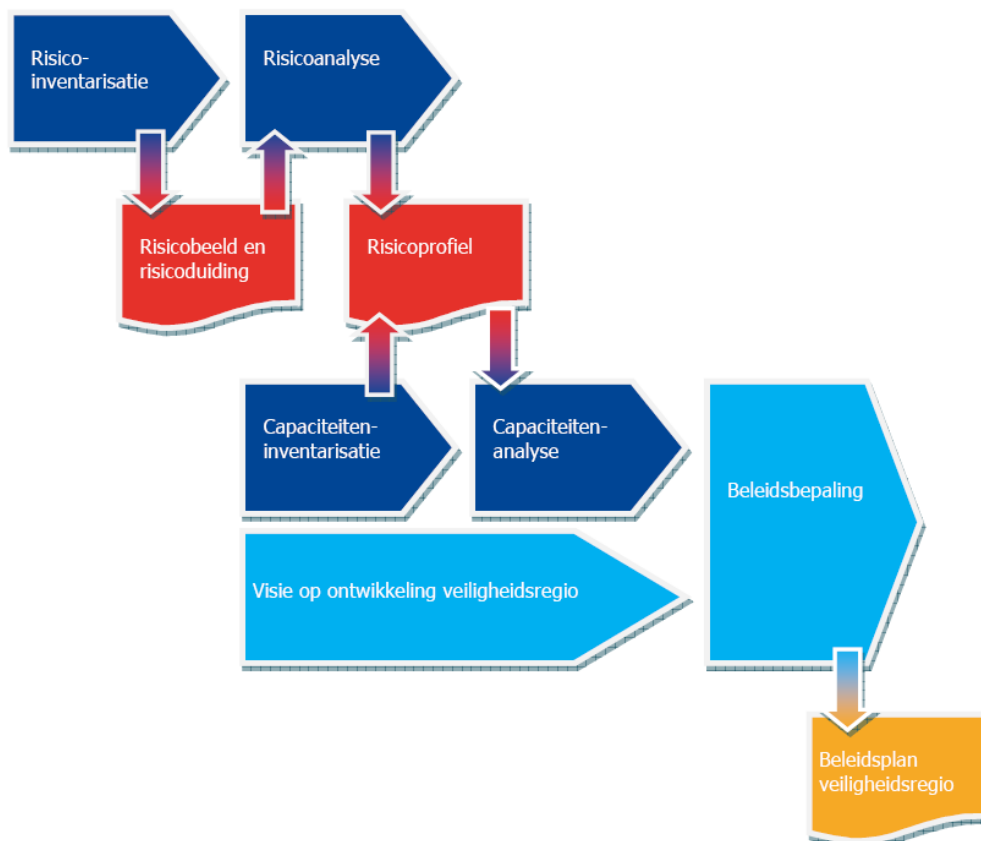 Risico-
inventarisatie
Risicoanalyse
Risicobeeld en
risicoduiding
Risicoprofiel
Capaciteiten-
inventarisatie
Capaciteiten-
analyse
Beleidsbepaling
Visie op ontwikkeling veiligheidsregio
Beleidsplan
veiligheidsregio